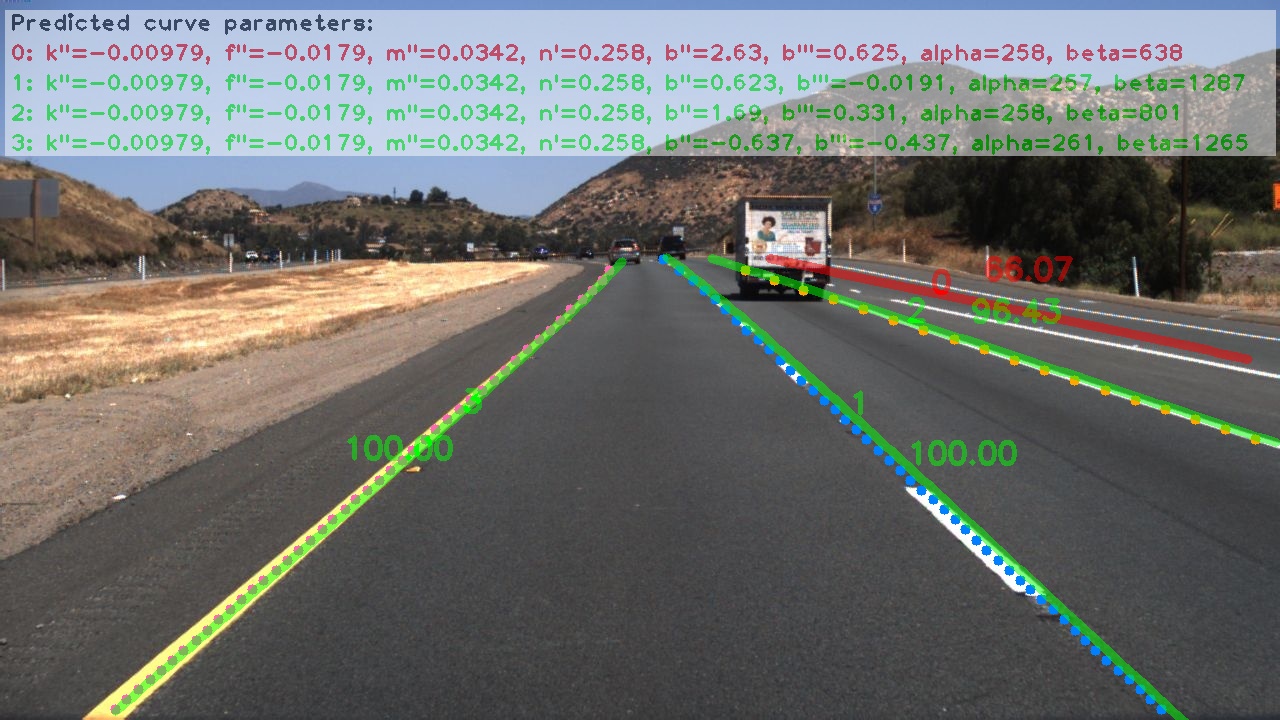 Predicted curve parameters:
0: k''=-0.00979, f''=-0.0179, m''=0.0342, n'=0.258, b''=2.63, b'''=0.625, alpha=258, beta=638
1: k''=-0.00979, f''=-0.0179, m''=0.0342, n'=0.258, b''=0.623, b'''=-0.0191, alpha=257, beta=1287
2: k''=-0.00979, f''=-0.0179, m''=0.0342, n'=0.258, b''=1.69, b'''=0.331, alpha=258, beta=801
3: k''=-0.00979, f''=-0.0179, m''=0.0342, n'=0.258, b''=-0.637, b'''=-0.437, alpha=261, beta=1265
0 66.07
2 96.43
3 1
100.00 100.00